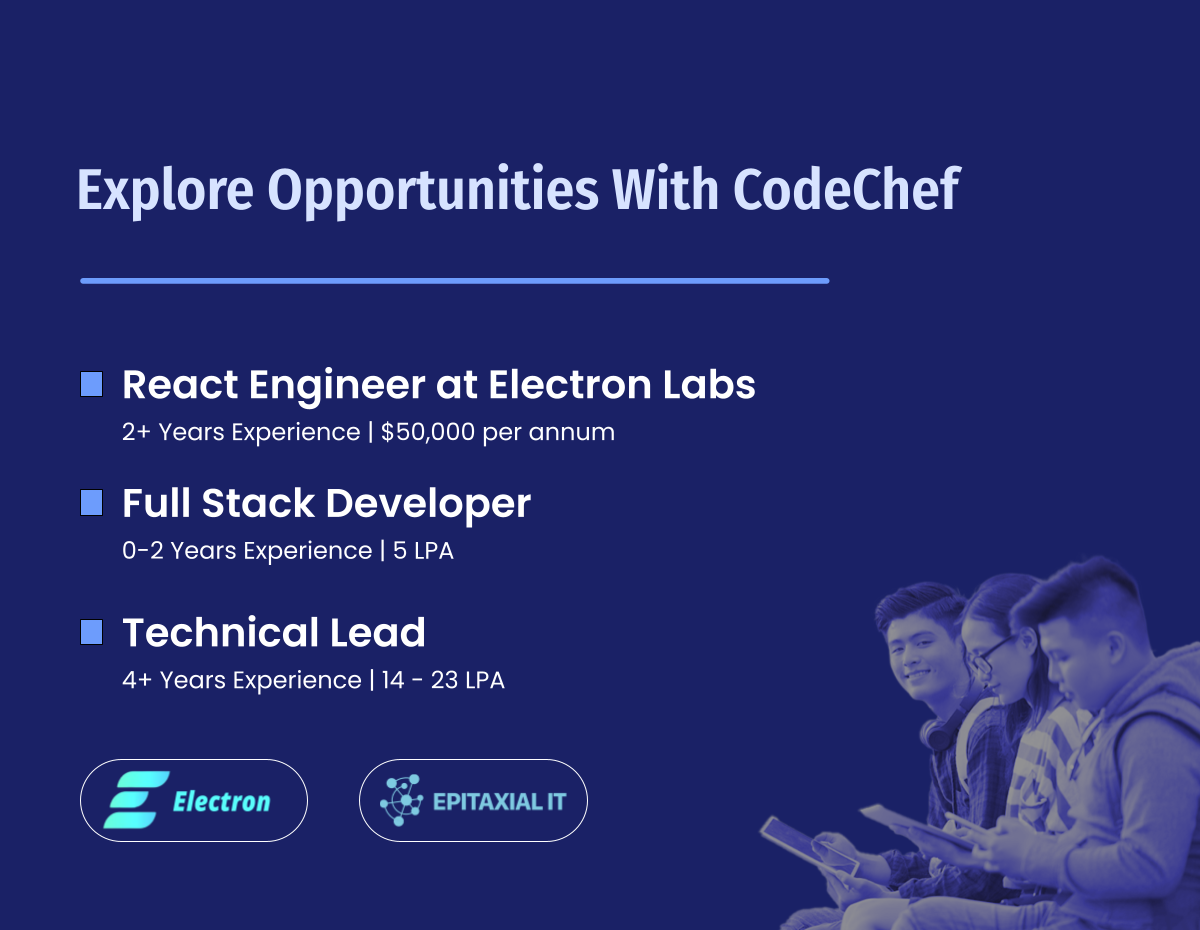 Explore Opportunities With CodeChef
React Engineer at Electron Labs
2+ Years Experience | $50,000 per annum
Full Stack Developer
0-2 Years Experience | 5 LPA
Technical Lead
4+ Years Experience | 14 - 23 LPA
Electron
EPITAXIAL IT